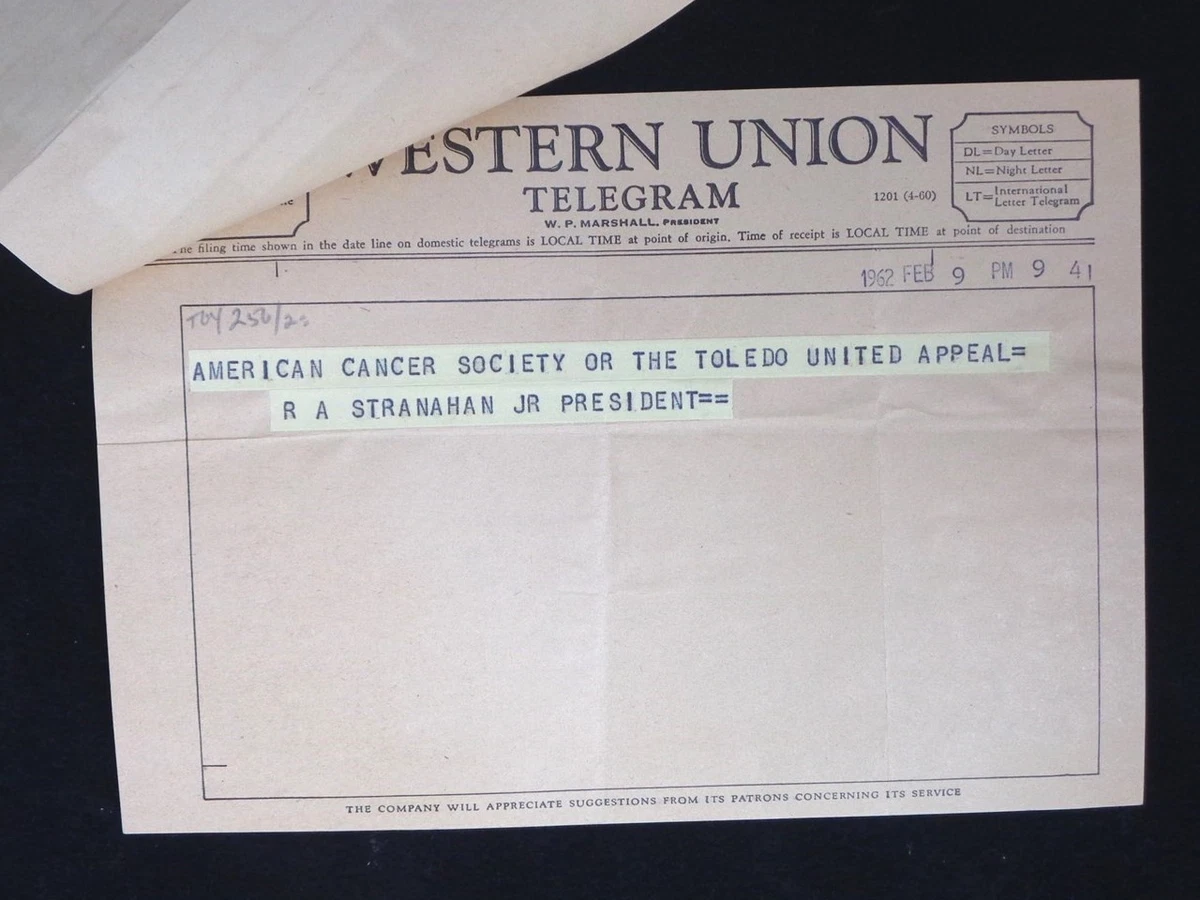 WESTERN UNION
TELEGRAM
W. P. MARSHALL, PRESIDENT
1201 (4-60)
SYMBOLS
DL=Day Letter
NL=Night Letter
LT=International Letter Telegram
The filing time shown in the date line on domestic telegrams is LOCAL TIME at point of origin. Time of receipt is LOCAL TIME at point of destination
1962 FEB 9 PM 9 41
AMERICAN CANCER SOCIETY OR THE TOLEDO UNITED APPEAL=
R A STRANAHAN JR PRESIDENT==
THE COMPANY WILL APPRECIATE SUGGESTIONS FROM ITS PATRONS CONCERNING ITS SERVICE